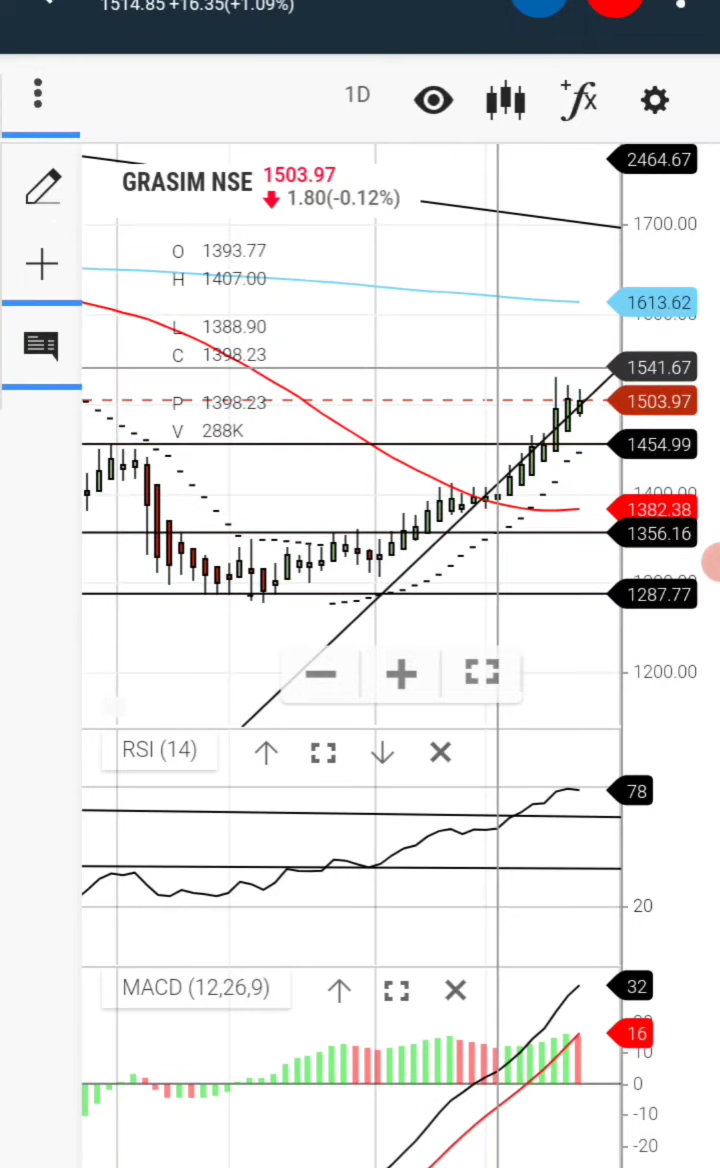 1514.85 +16.35(+1.09%)
1D
+fx
2464.67
GRASIM NSE 1503.97
1.80(-0.12%)
1700.00
O 1393.77
H 1407.00
1613.62
L 1388.90
C 1398.23
1541.67
P 1398.23
1503.97
V 288K
1454.99
1400.00
1382.38
1356.16
1287.77
1200.00
RSI (14)
78
20
MACD (12,26,9)
32
16
10
0
-10
-20